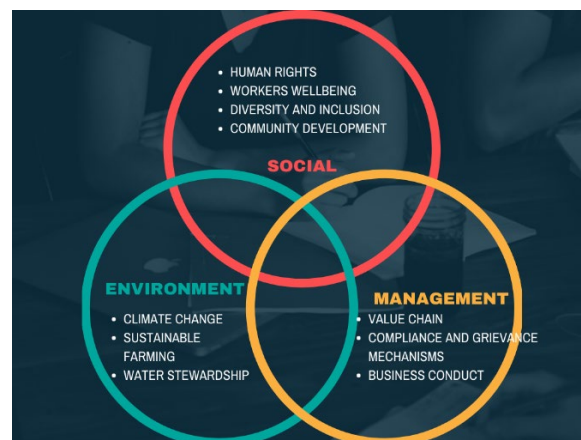 • HUMAN RIGHTS
• WORKERS WELLBEING
• DIVERSITY AND INCLUSION
• COMMUNITY DEVELOPMENT
SOCIAL
ENVIRONMENT
• CLIMATE CHANGE
• SUSTAINABLE
FARMING
• WATER STEWARDSHIP
MANAGEMENT
• VALUE CHAIN
• COMPLIANCE AND GRIEVANCE
MECHANISMS
• BUSINESS CONDUCT